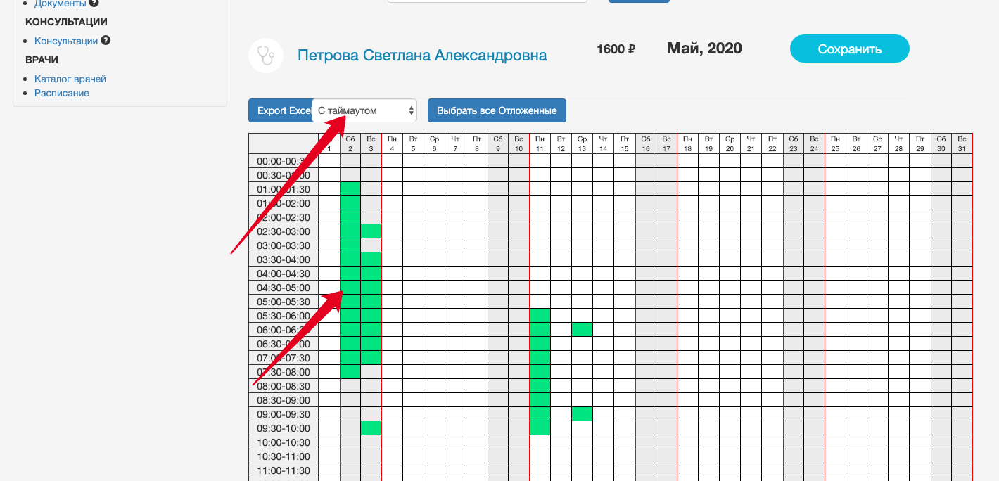 Документы ?
КОНСУЛЬТАЦИИ
Консультации ?
ВРАЧИ
Каталог врачей
Расписание
Петрова Светлана Александровна
1600 ₽
Май, 2020
Сохранить
Export Excel
С таймаутом
Выбрать все Отложенные
Сб Вс Пн Вт Ср Чт Пт Сб Вс Пн Вт Ср Чт Пт Сб Вс Пн Вт Ср Чт Пт Сб Вс Пн Вт Ср Чт Пт Сб Вс
1 2 3 4 5 6 7 8 9 10 11 12 13 14 15 16 17 18 19 20 21 22 23 24 25 26 27 28 29 30 31
00:00-00:3
00:30-01:00
01:00-01:30
01:30-02:00
02:00-02:30
02:30-03:00
03:00-03:30
03:30-04:00
04:00-04:30
04:30-05:00
05:00-05:30
05:30-06:00
06:00-06:3
06:30-07:00
07:00-07:30
07:30-08:00
08:00-08:30
08:30-09:00
09:00-09:30
09:30-10:00
10:00-10:30
10:30-11:00
11:00-11:30